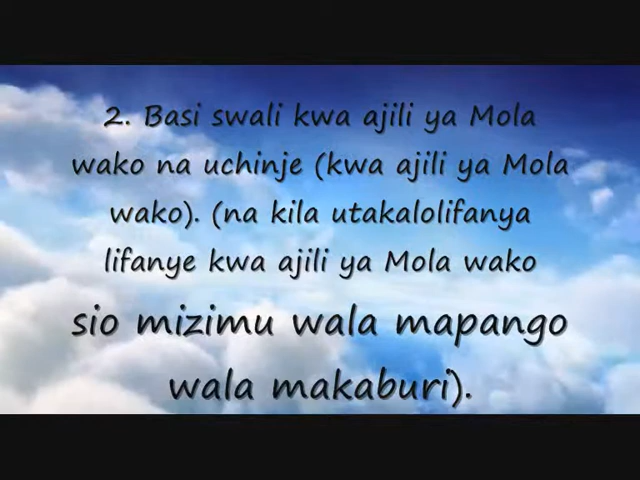 2. Basi swali kwa ajili ya Mola
wako na uchinje (kwa ajili ya Mola
wako). (na kila utakalolifanya
lifanye kwa ajili ya Mola wako
sio mizimu wala mapango
wala makaburi).